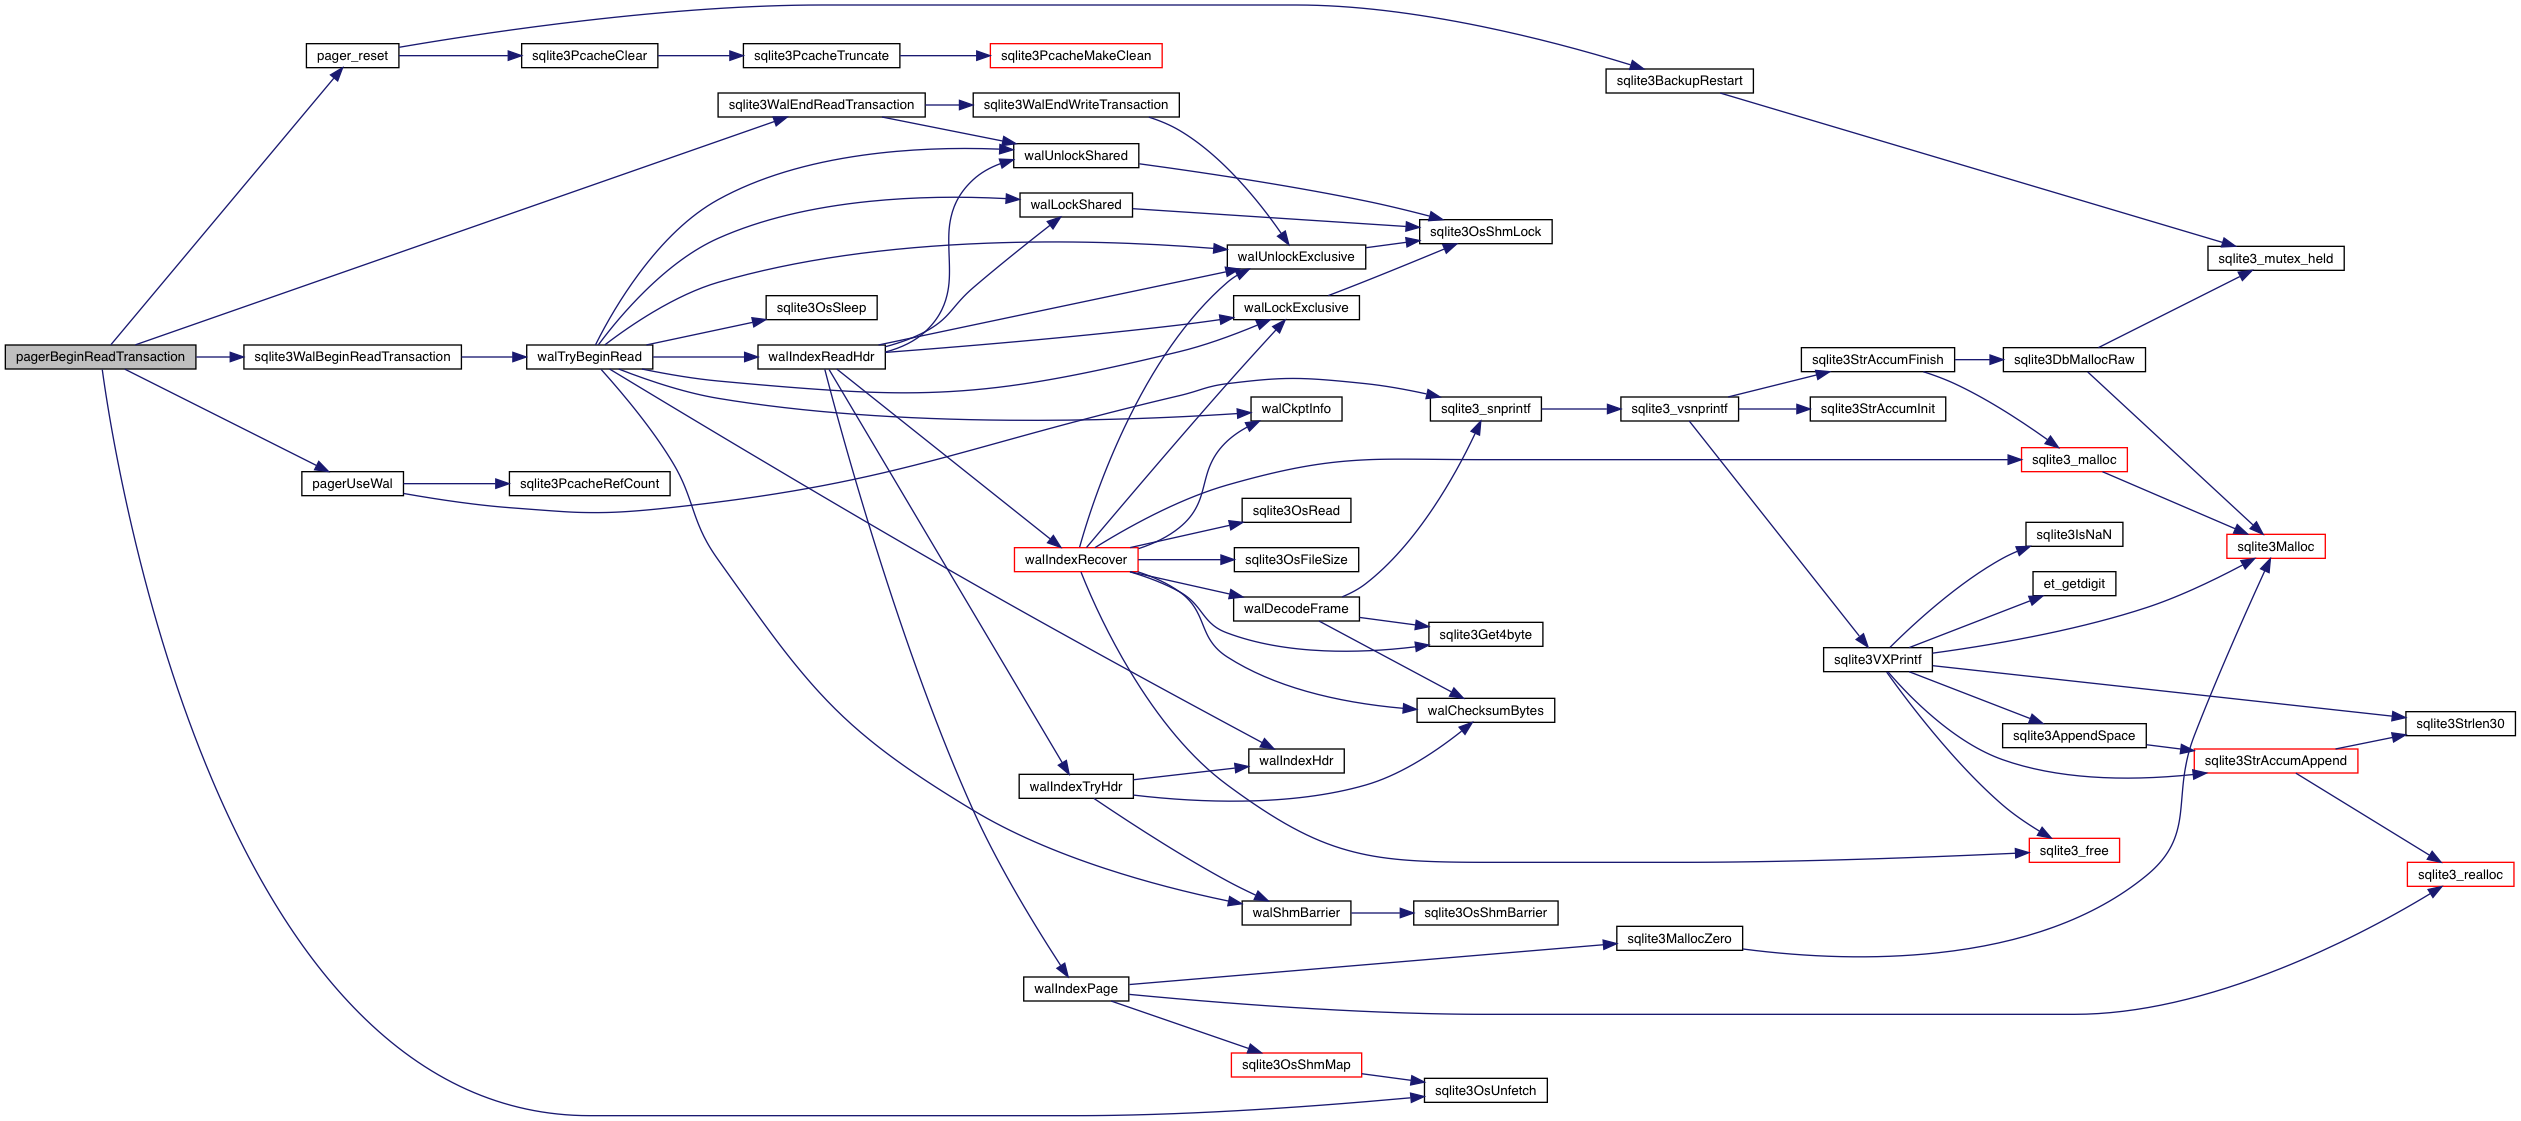 pagerBeginReadTransaction
pager_reset
sqlite3PcacheClear
sqlite3PcacheTruncate
sqlite3PcacheMakeClean
sqlite3BackupRestart
sqlite3WalEndReadTransaction
sqlite3WalEndWriteTransaction
walUnlockShared
walLockShared
sqlite3OsShmLock
walUnlockExclusive
sqlite3_mutex_held
sqlite3OsSleep
walLockExclusive
sqlite3WalBeginReadTransaction
walTryBeginRead
walIndexReadHdr
sqlite3StrAccumFinish
sqlite3DbMallocRaw
walCkptInfo
sqlite3_snprintf
sqlite3_vsnprintf
sqlite3StrAccumInit
sqlite3_malloc
pagerUseWal
sqlite3PcacheRefCount
sqlite3OsRead
sqlite3IsNaN
sqlite3Malloc
walIndexRecover
sqlite3OsFileSize
et_getdigit
walDecodeFrame
sqlite3Get4byte
sqlite3VXPrintf
walChecksumBytes
sqlite3Strlen30
sqlite3AppendSpace
walIndexHdr
sqlite3StrAccumAppend
walIndexTryHdr
sqlite3_free
sqlite3_realloc
walShmBarrier
sqlite3OsShmBarrier
sqlite3MallocZero
walIndexPage
sqlite3OsShmMap
sqlite3OsUnfetch